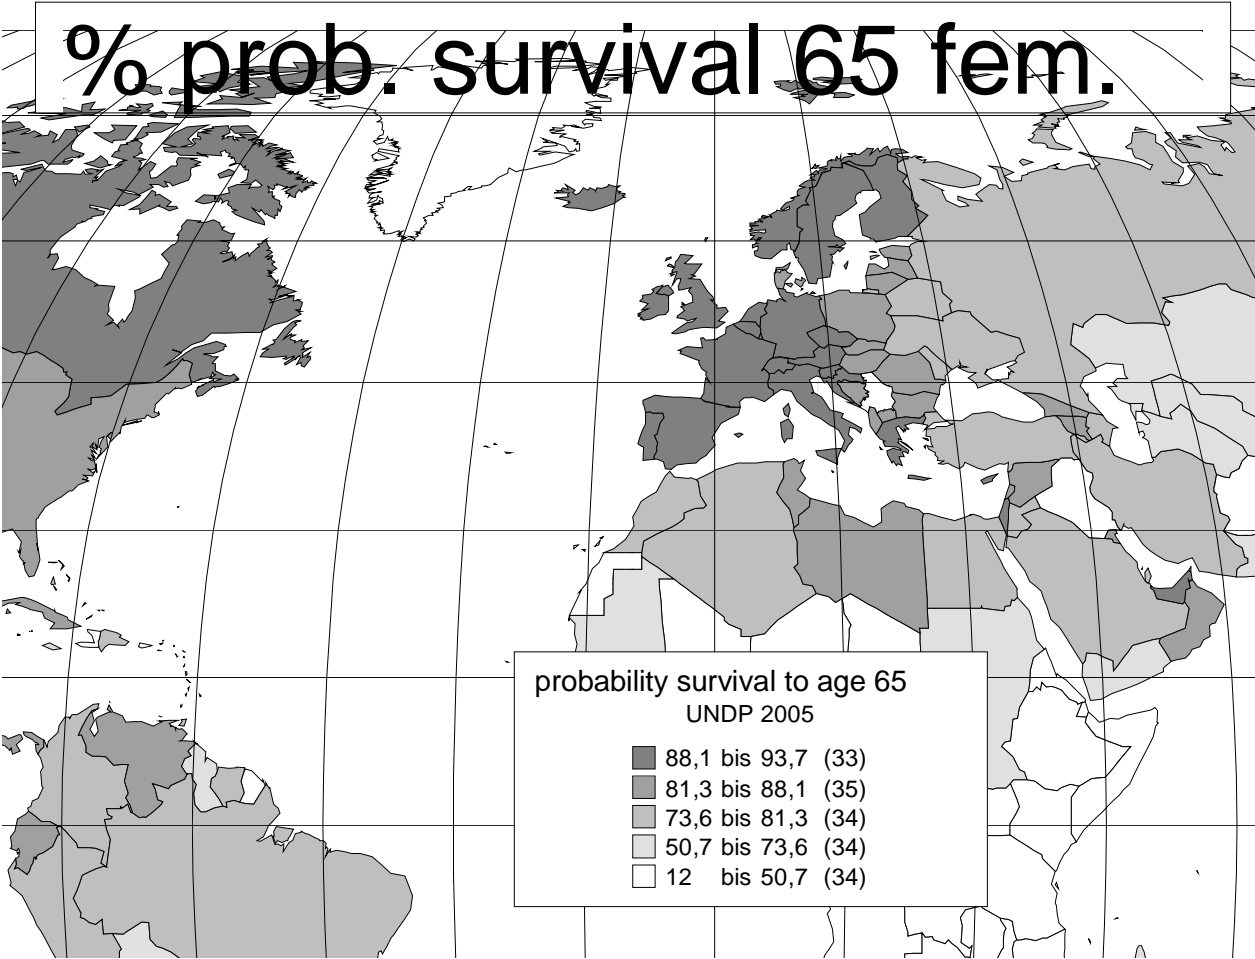 % prob. survival 65 fem.
probability survival to age 65
UNDP 2005
88,1 bis 93,7 (33)
81,3 bis 88,1 (35)
73,6 bis 81,3 (34)
50,7 bis 73,6 (34)
12 bis 50,7 (34)